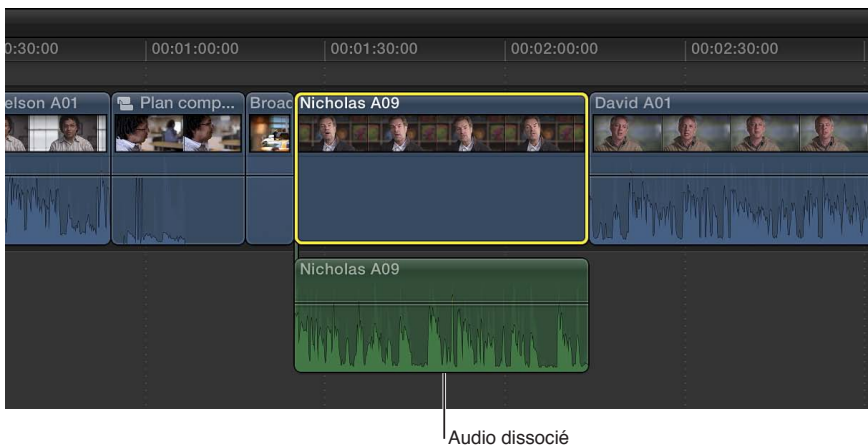 0:30:00 00:01:00:00 00:01:30:00 00:02:00:00 00:02:30:00
elson A01 Plan comp... Broad Nicholas A09 David A01
Nicholas A09
Audio dissocié